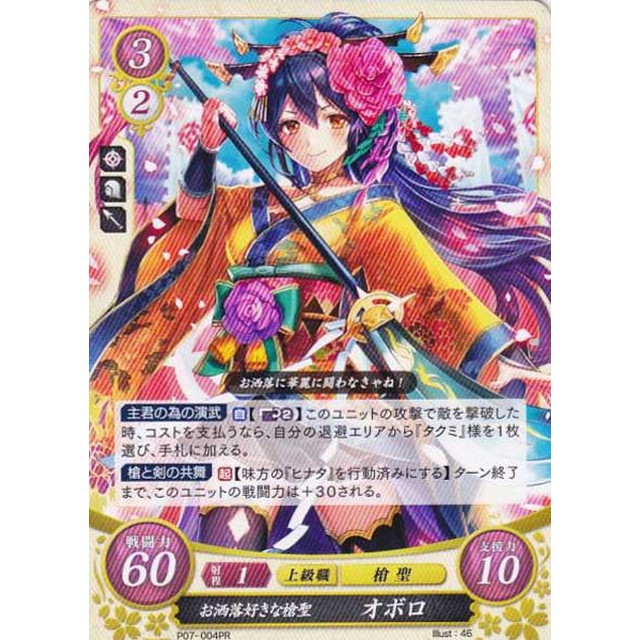 3
2
お洒落に華麗に闘わなきゃね！
主君の為の演武 自【2】このユニットの攻撃で敵を撃破した
時、コストを支払うなら、自分の退避エリアから『タクミ』様を1枚
選び、手札に加える。
槍と剣の共舞 起【味方の『ヒナタ』を行動済みにする】ターン終了
まで、このユニットの戦闘力は＋30される。
戦闘力
60
射程 1 上級職 槍聖
支援力
10
お洒落好きな槍聖 オボロ
P07-004PR Illust：46